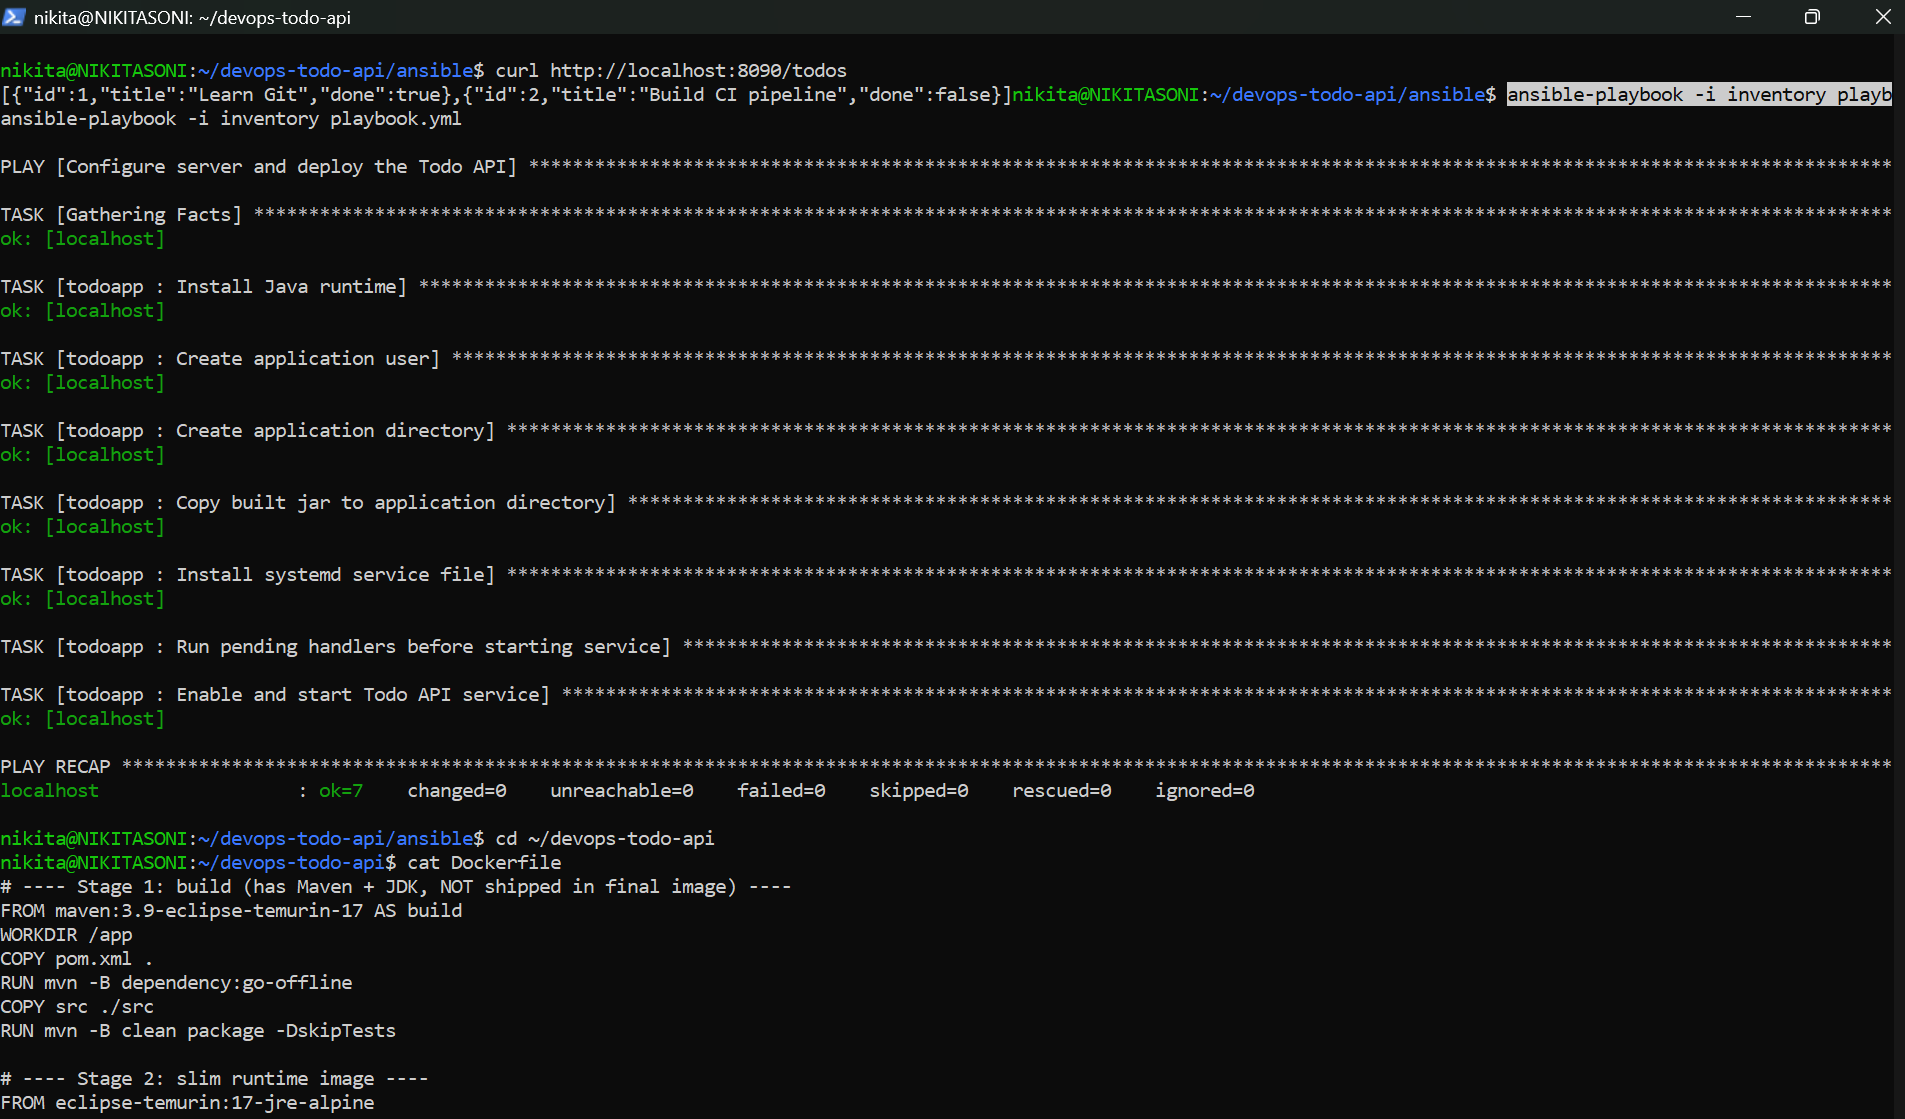 nikita@NIKITASONI: ~/devops-todo-api
nikita@NIKITASONI:~/devops-todo-api/ansible$ curl http://localhost:8090/todos
[{"id":1,"title":"Learn Git","done":true},{"id":2,"title":"Build CI pipeline","done":false}]nikita@NIKITASONI:~/devops-todo-api/ansible$ ansible-playbook -i inventory playb
ansible-playbook -i inventory playbook.yml
PLAY [Configure server and deploy the Todo API] ****************************************************************************************************************************
TASK [Gathering Facts] *****************************************************************************************************************************************************
ok: [localhost]
TASK [todoapp : Install Java runtime] **************************************************************************************************************************************
ok: [localhost]
TASK [todoapp : Create application user] ***********************************************************************************************************************************
ok: [localhost]
TASK [todoapp : Create application directory] ******************************************************************************************************************************
ok: [localhost]
TASK [todoapp : Copy built jar to application directory] *******************************************************************************************************************
ok: [localhost]
TASK [todoapp : Install systemd service file] ******************************************************************************************************************************
ok: [localhost]
TASK [todoapp : Run pending handlers before starting service] **************************************************************************************************************
TASK [todoapp : Enable and start Todo API service] *************************************************************************************************************************
ok: [localhost]
PLAY RECAP *****************************************************************************************************************************************************************
localhost                  : ok=7    changed=0    unreachable=0    failed=0    skipped=0    rescued=0    ignored=0
nikita@NIKITASONI:~/devops-todo-api/ansible$ cd ~/devops-todo-api
nikita@NIKITASONI:~/devops-todo-api$ cat Dockerfile
# ---- Stage 1: build (has Maven + JDK, NOT shipped in final image) ----
FROM maven:3.9-eclipse-temurin-17 AS build
WORKDIR /app
COPY pom.xml .
RUN mvn -B dependency:go-offline
COPY src ./src
RUN mvn -B clean package -DskipTests
# ---- Stage 2: slim runtime image ----
FROM eclipse-temurin:17-jre-alpine